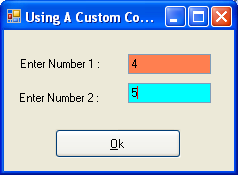 Using A Custom Co...
Enter Number 1 : 4
Enter Number 2 : 5
Ok